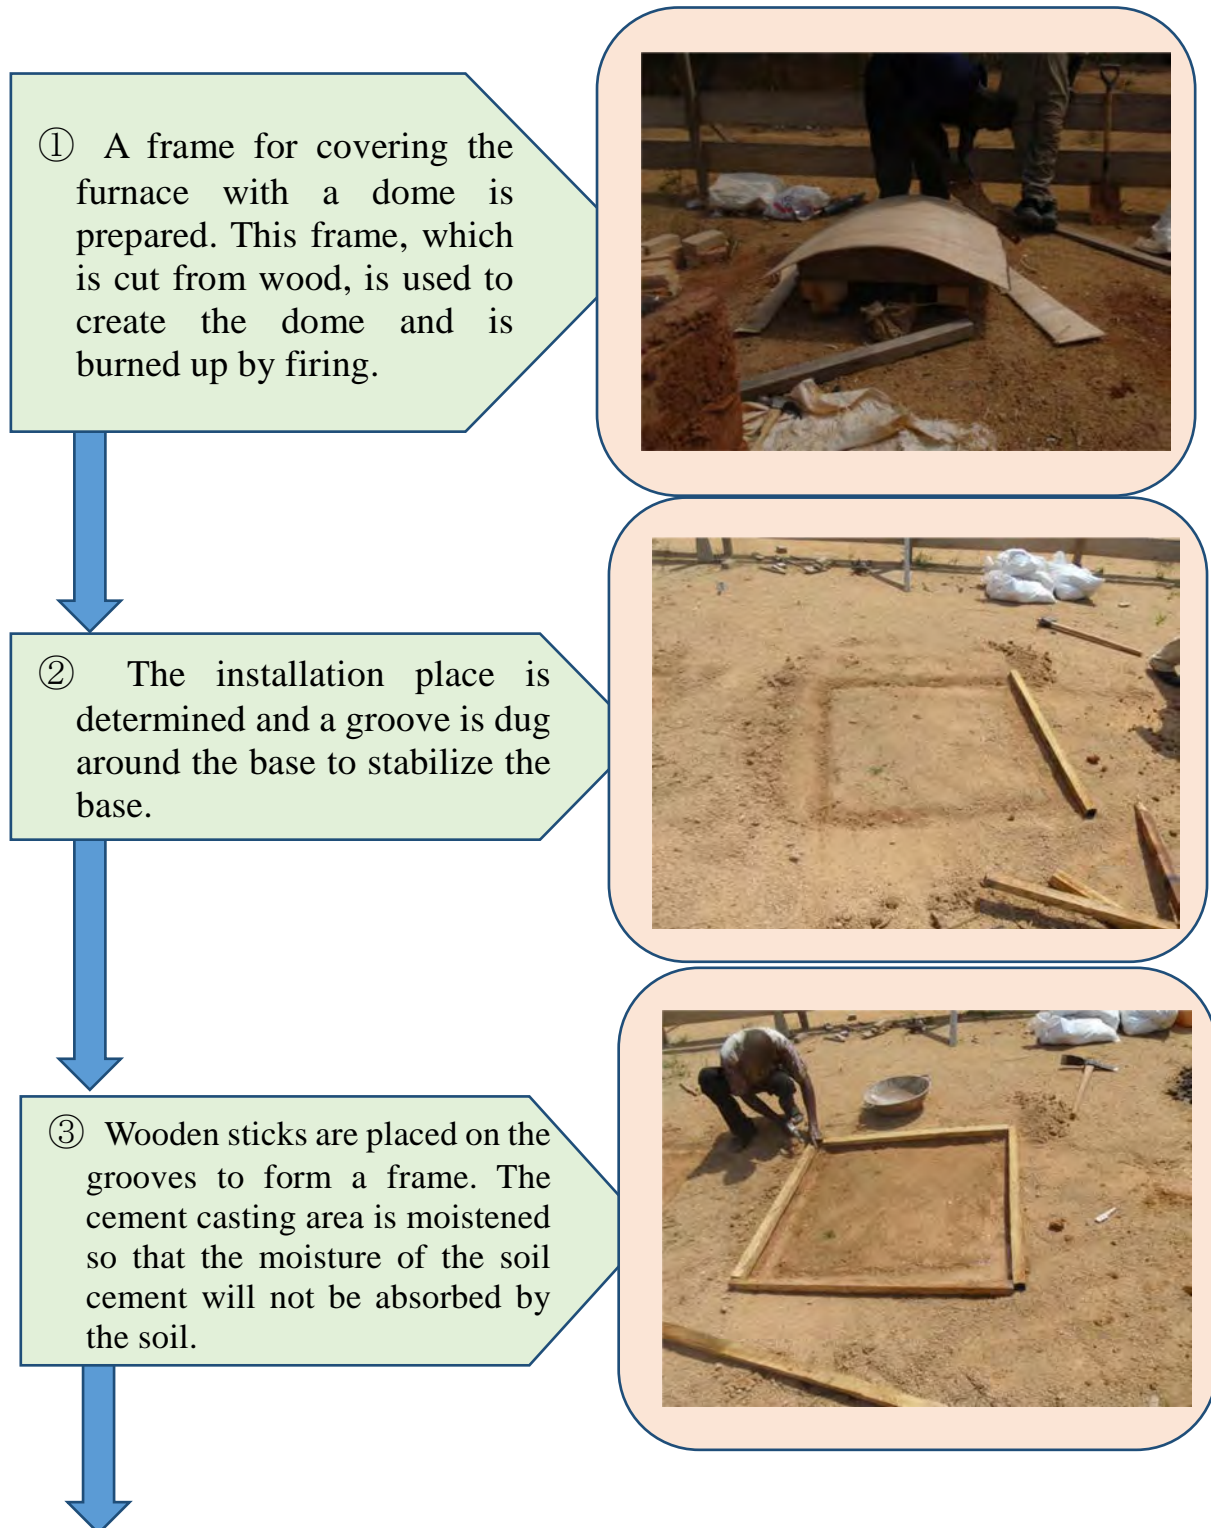 ① A frame for covering the
furnace with a dome is
prepared. This frame, which
is cut from wood, is used to
create the dome and is
burned up by firing.
② The installation place is
determined and a groove is dug
around the base to stabilize the
base.
③ Wooden sticks are placed on the
grooves to form a frame. The
cement casting area is moistened
so that the moisture of the soil
cement will not be absorbed by
the soil.